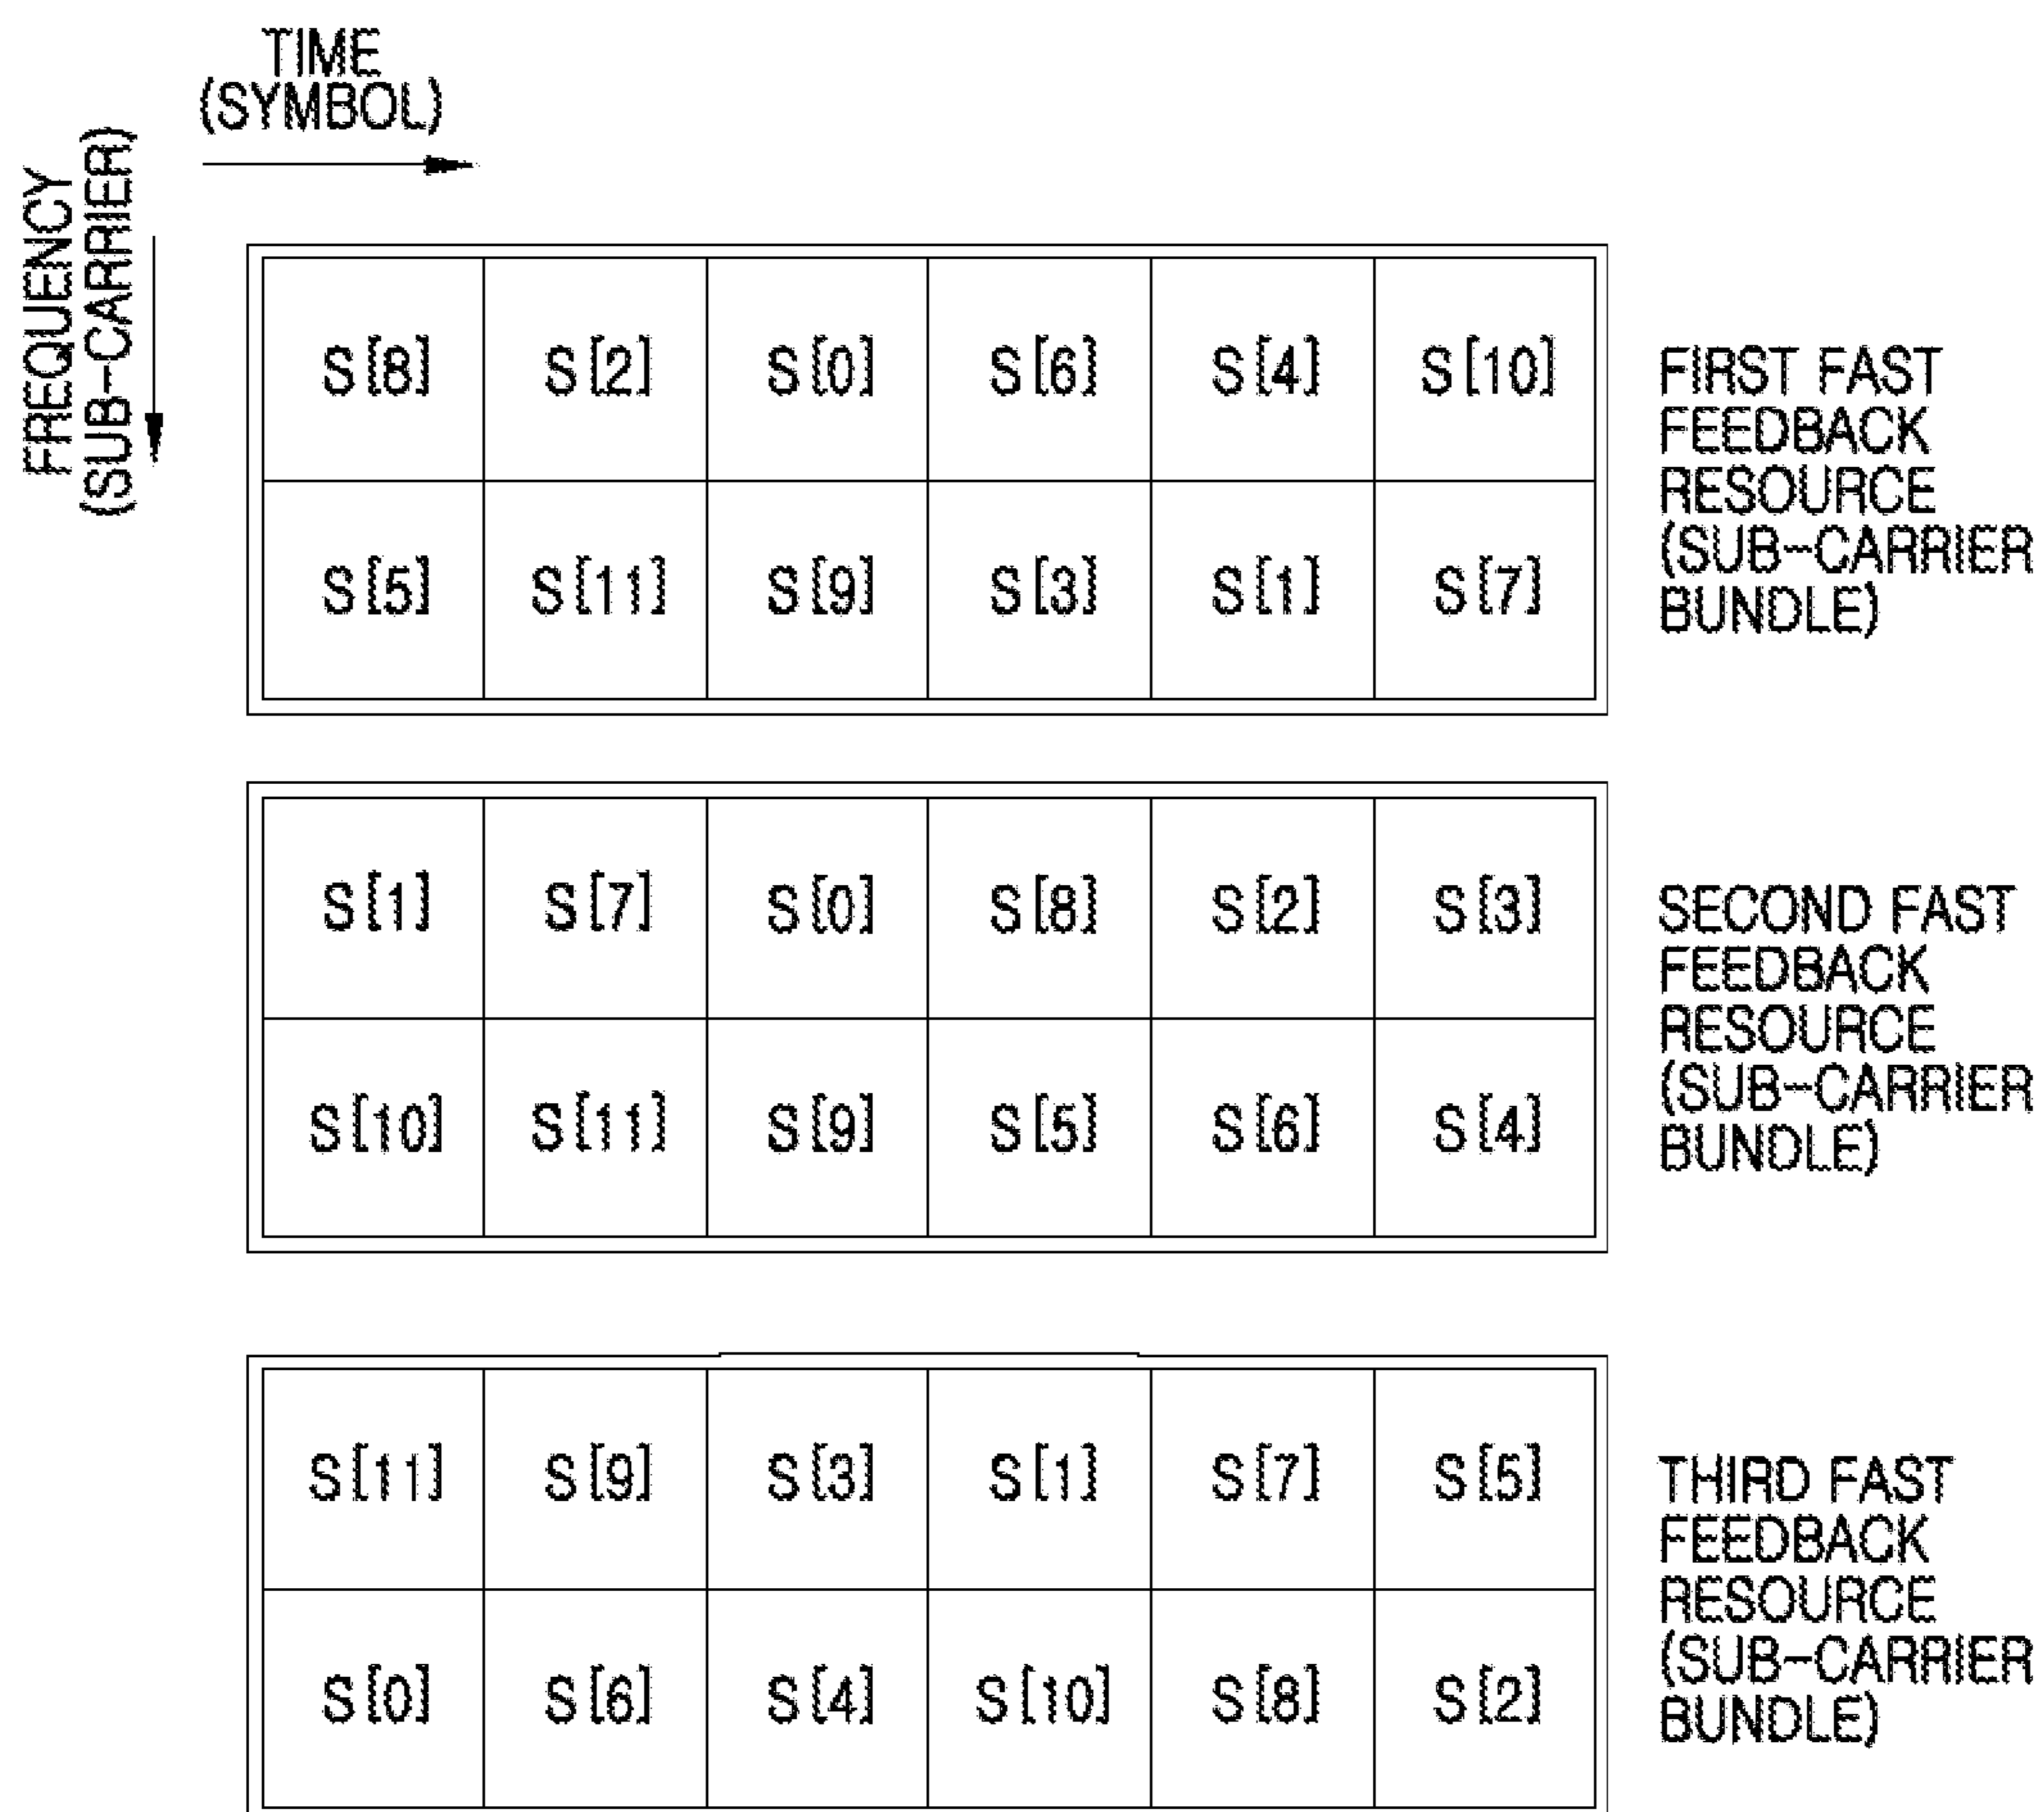 TIME
(SYMBOL)
FREQUENCY
(SUB-CARRIER)
S[8] S[2] S[0] S[6] S[4] S[10]
S[5] S[11] S[9] S[3] S[1] S[7]
FIRST FAST
FEEDBACK
RESOURCE
(SUB-CARRIER
BUNDLE)
S[1] S[7] S[0] S[8] S[2] S[3]
S[10] S[11] S[9] S[5] S[6] S[4]
SECOND FAST
FEEDBACK
RESOURCE
(SUB-CARRIER
BUNDLE)
S[11] S[9] S[3] S[1] S[7] S[5]
S[0] S[6] S[4] S[10] S[8] S[2]
THIRD FAST
FEEDBACK
RESOURCE
(SUB-CARRIER
BUNDLE)